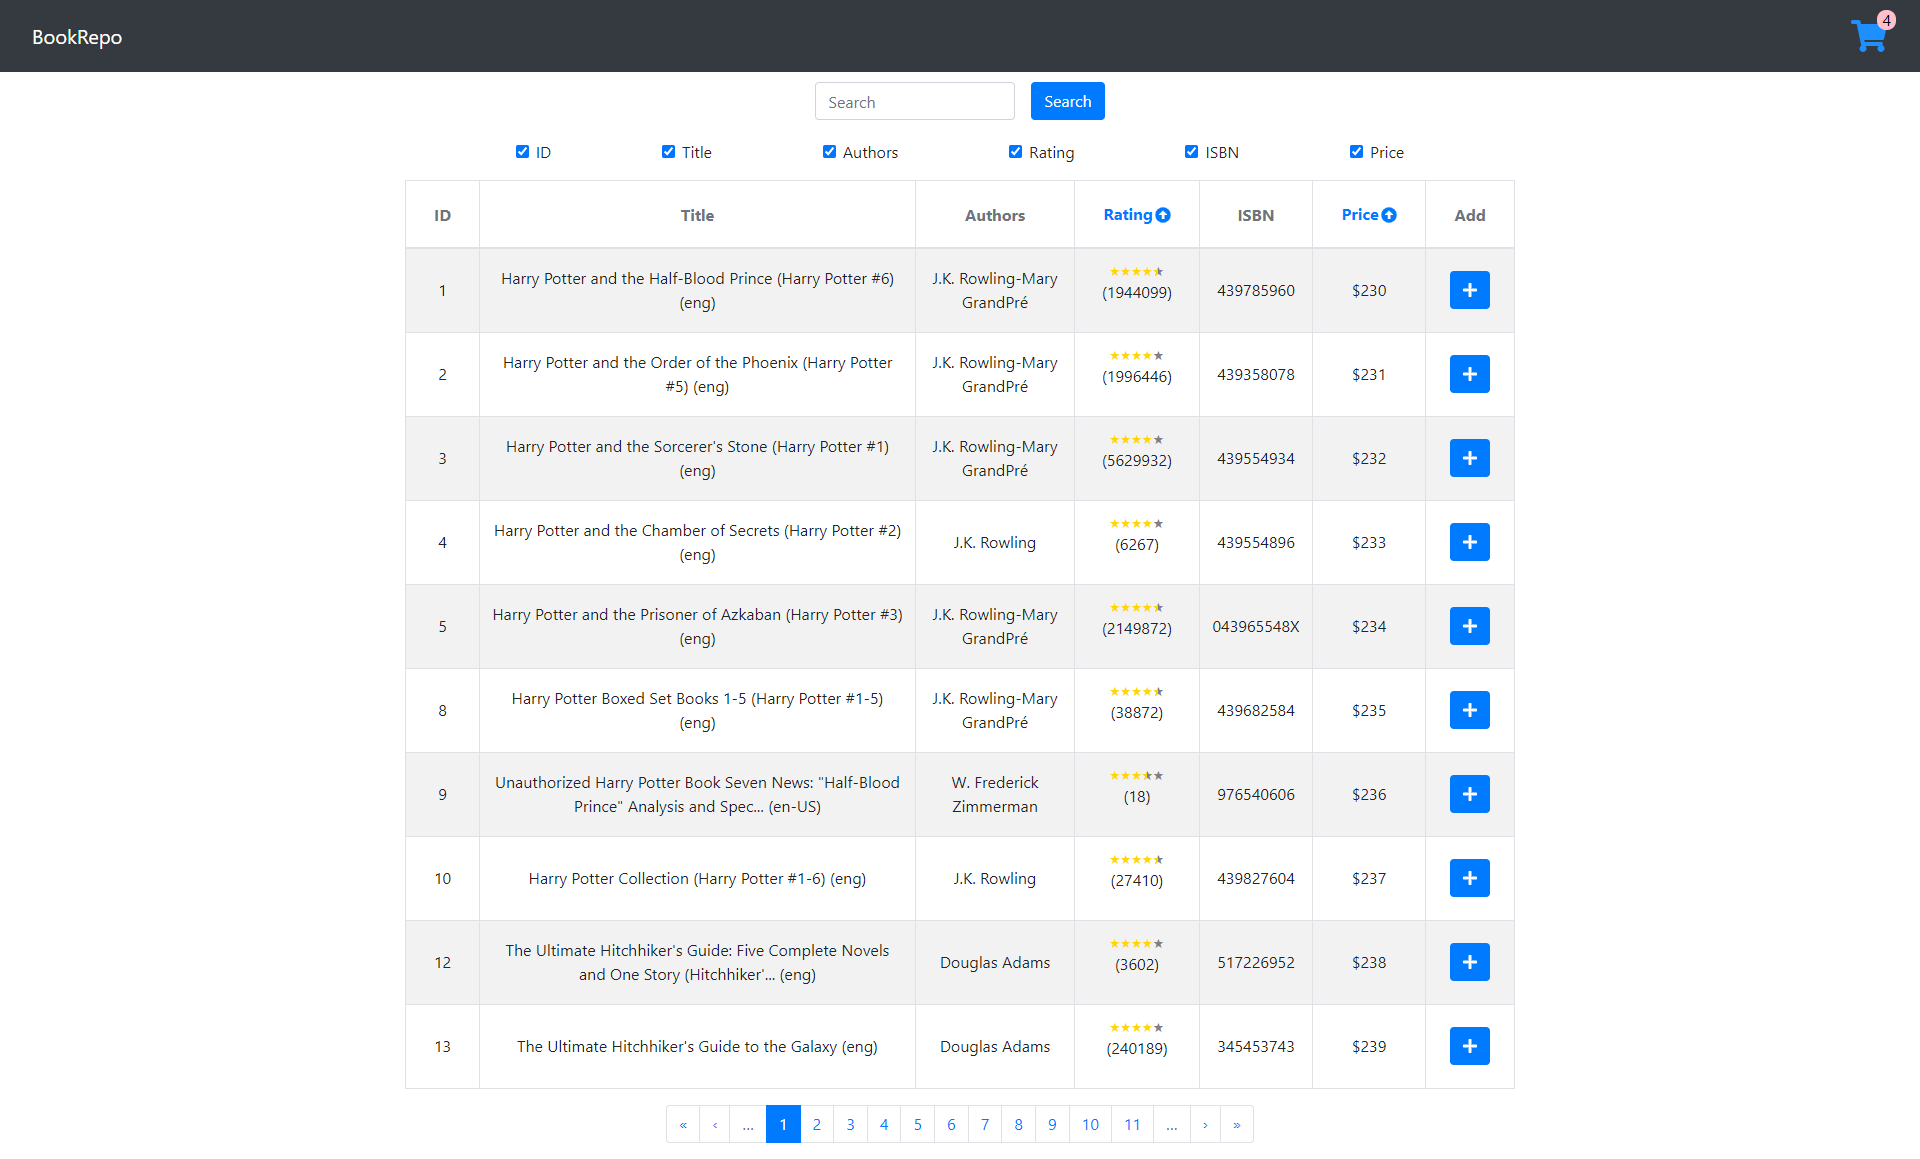 BookRepo
4
Search Search
ID Title Authors Rating ISBN Price
ID Title Authors Rating ISBN Price Add
1 Harry Potter and the Half-Blood Prince (Harry Potter #6) (eng) J.K. Rowling-Mary GrandPré (1944099) 439785960 $230
2 Harry Potter and the Order of the Phoenix (Harry Potter #5) (eng) J.K. Rowling-Mary GrandPré (1996446) 439358078 $231
3 Harry Potter and the Sorcerer's Stone (Harry Potter #1) (eng) J.K. Rowling-Mary GrandPré (5629932) 439554934 $232
4 Harry Potter and the Chamber of Secrets (Harry Potter #2) (eng) J.K. Rowling (6267) 439554896 $233
5 Harry Potter and the Prisoner of Azkaban (Harry Potter #3) (eng) J.K. Rowling-Mary GrandPré (2149872) 043965548X $234
8 Harry Potter Boxed Set Books 1-5 (Harry Potter #1-5) (eng) J.K. Rowling-Mary GrandPré (38872) 439682584 $235
9 Unauthorized Harry Potter Book Seven News: "Half-Blood Prince" Analysis and Spec... (en-US) W. Frederick Zimmerman (18) 976540606 $236
10 Harry Potter Collection (Harry Potter #1-6) (eng) J.K. Rowling (27410) 439827604 $237
12 The Ultimate Hitchhiker's Guide: Five Complete Novels and One Story (Hitchhiker'... (eng) Douglas Adams (3602) 517226952 $238
13 The Ultimate Hitchhiker's Guide to the Galaxy (eng) Douglas Adams (240189) 345453743 $239
« ‹ ... 1 2 3 4 5 6 7 8 9 10 11 ... › »